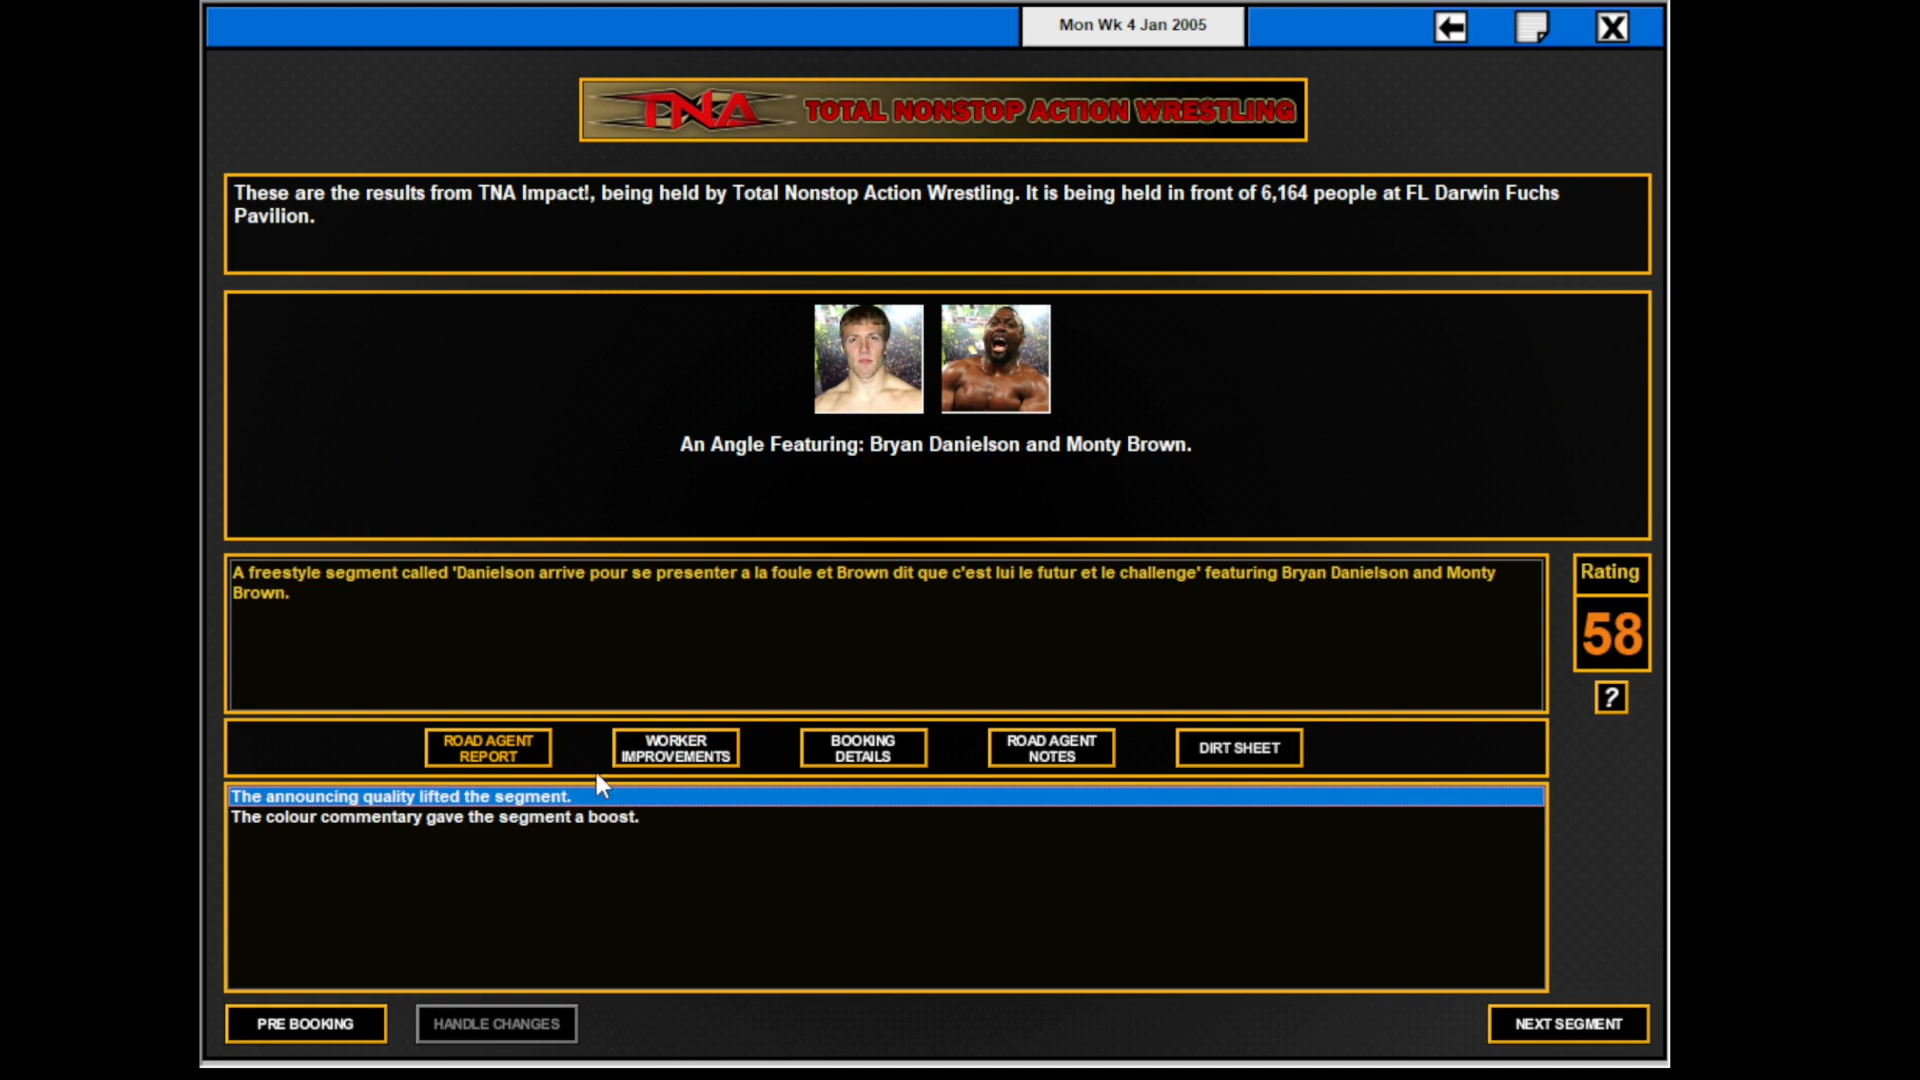 Mon Wk 4 Jan 2005
X
TNA TOTAL NONSTOP ACTION WRESTLING
These are the results from TNA Impact!, being held by Total Nonstop Action Wrestling. It is being held in front of 6,164 people at FL Darwin Fuchs
Pavilion.
An Angle Featuring: Bryan Danielson and Monty Brown.
A freestyle segment called 'Danielson arrive pour se presenter a la foule et Brown dit que c'est lui le futur et le challenge' featuring Bryan Danielson and Monty
Brown.
Rating
58
?
ROAD AGENT
REPORT
WORKER
IMPROVEMENTS
BOOKING
DETAILS
ROAD AGENT
NOTES
DIRT SHEET
The announcing quality lifted the segment.
The colour commentary gave the segment a boost.
PRE BOOKING
HANDLE CHANGES
NEXT SEGMENT